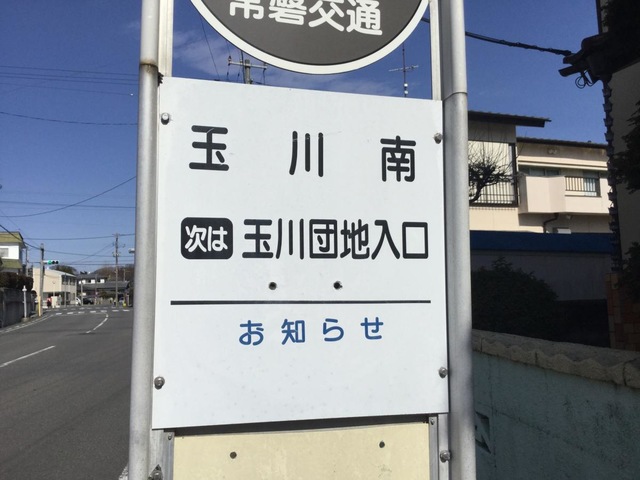 常磐交通
玉川南
次は 玉川団地入口
お知らせ